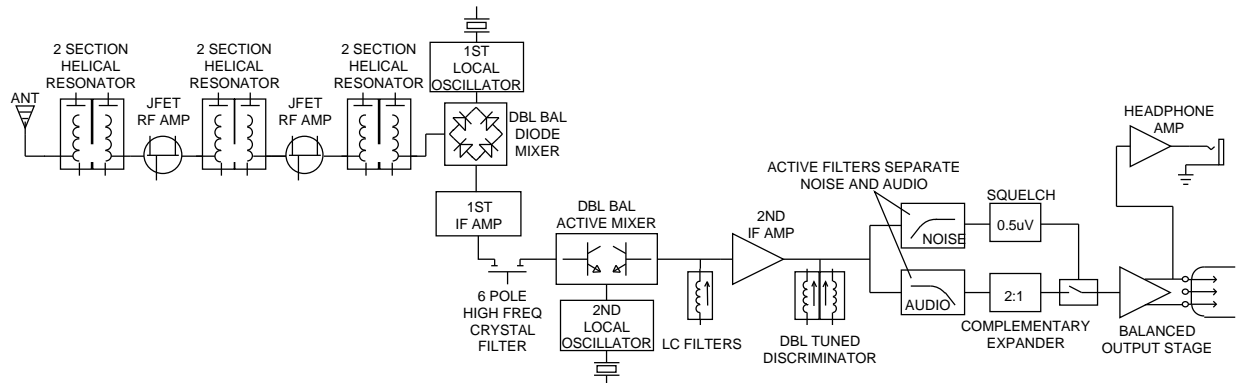 2 SECTION
HELICAL
RESONATOR
2 SECTION
HELICAL
RESONATOR
2 SECTION
HELICAL
RESONATOR
1ST
LOCAL
OSCILLATOR
ANT
JFET
RF AMP
JFET
RF AMP
DBL BAL
DIODE
MIXER
HEADPHONE
AMP
1ST
IF AMP
DBL BAL
ACTIVE MIXER
2ND
IF AMP
ACTIVE FILTERS SEPARATE
NOISE AND AUDIO
SQUELCH
NOISE
0.5uV
AUDIO
2:1
6 POLE
HIGH FREQ
CRYSTAL
FILTER
2ND
LOCAL
OSCILLATOR
LC FILTERS
DBL TUNED
DISCRIMINATOR
COMPLEMENTARY
EXPANDER
BALANCED
OUTPUT STAGE